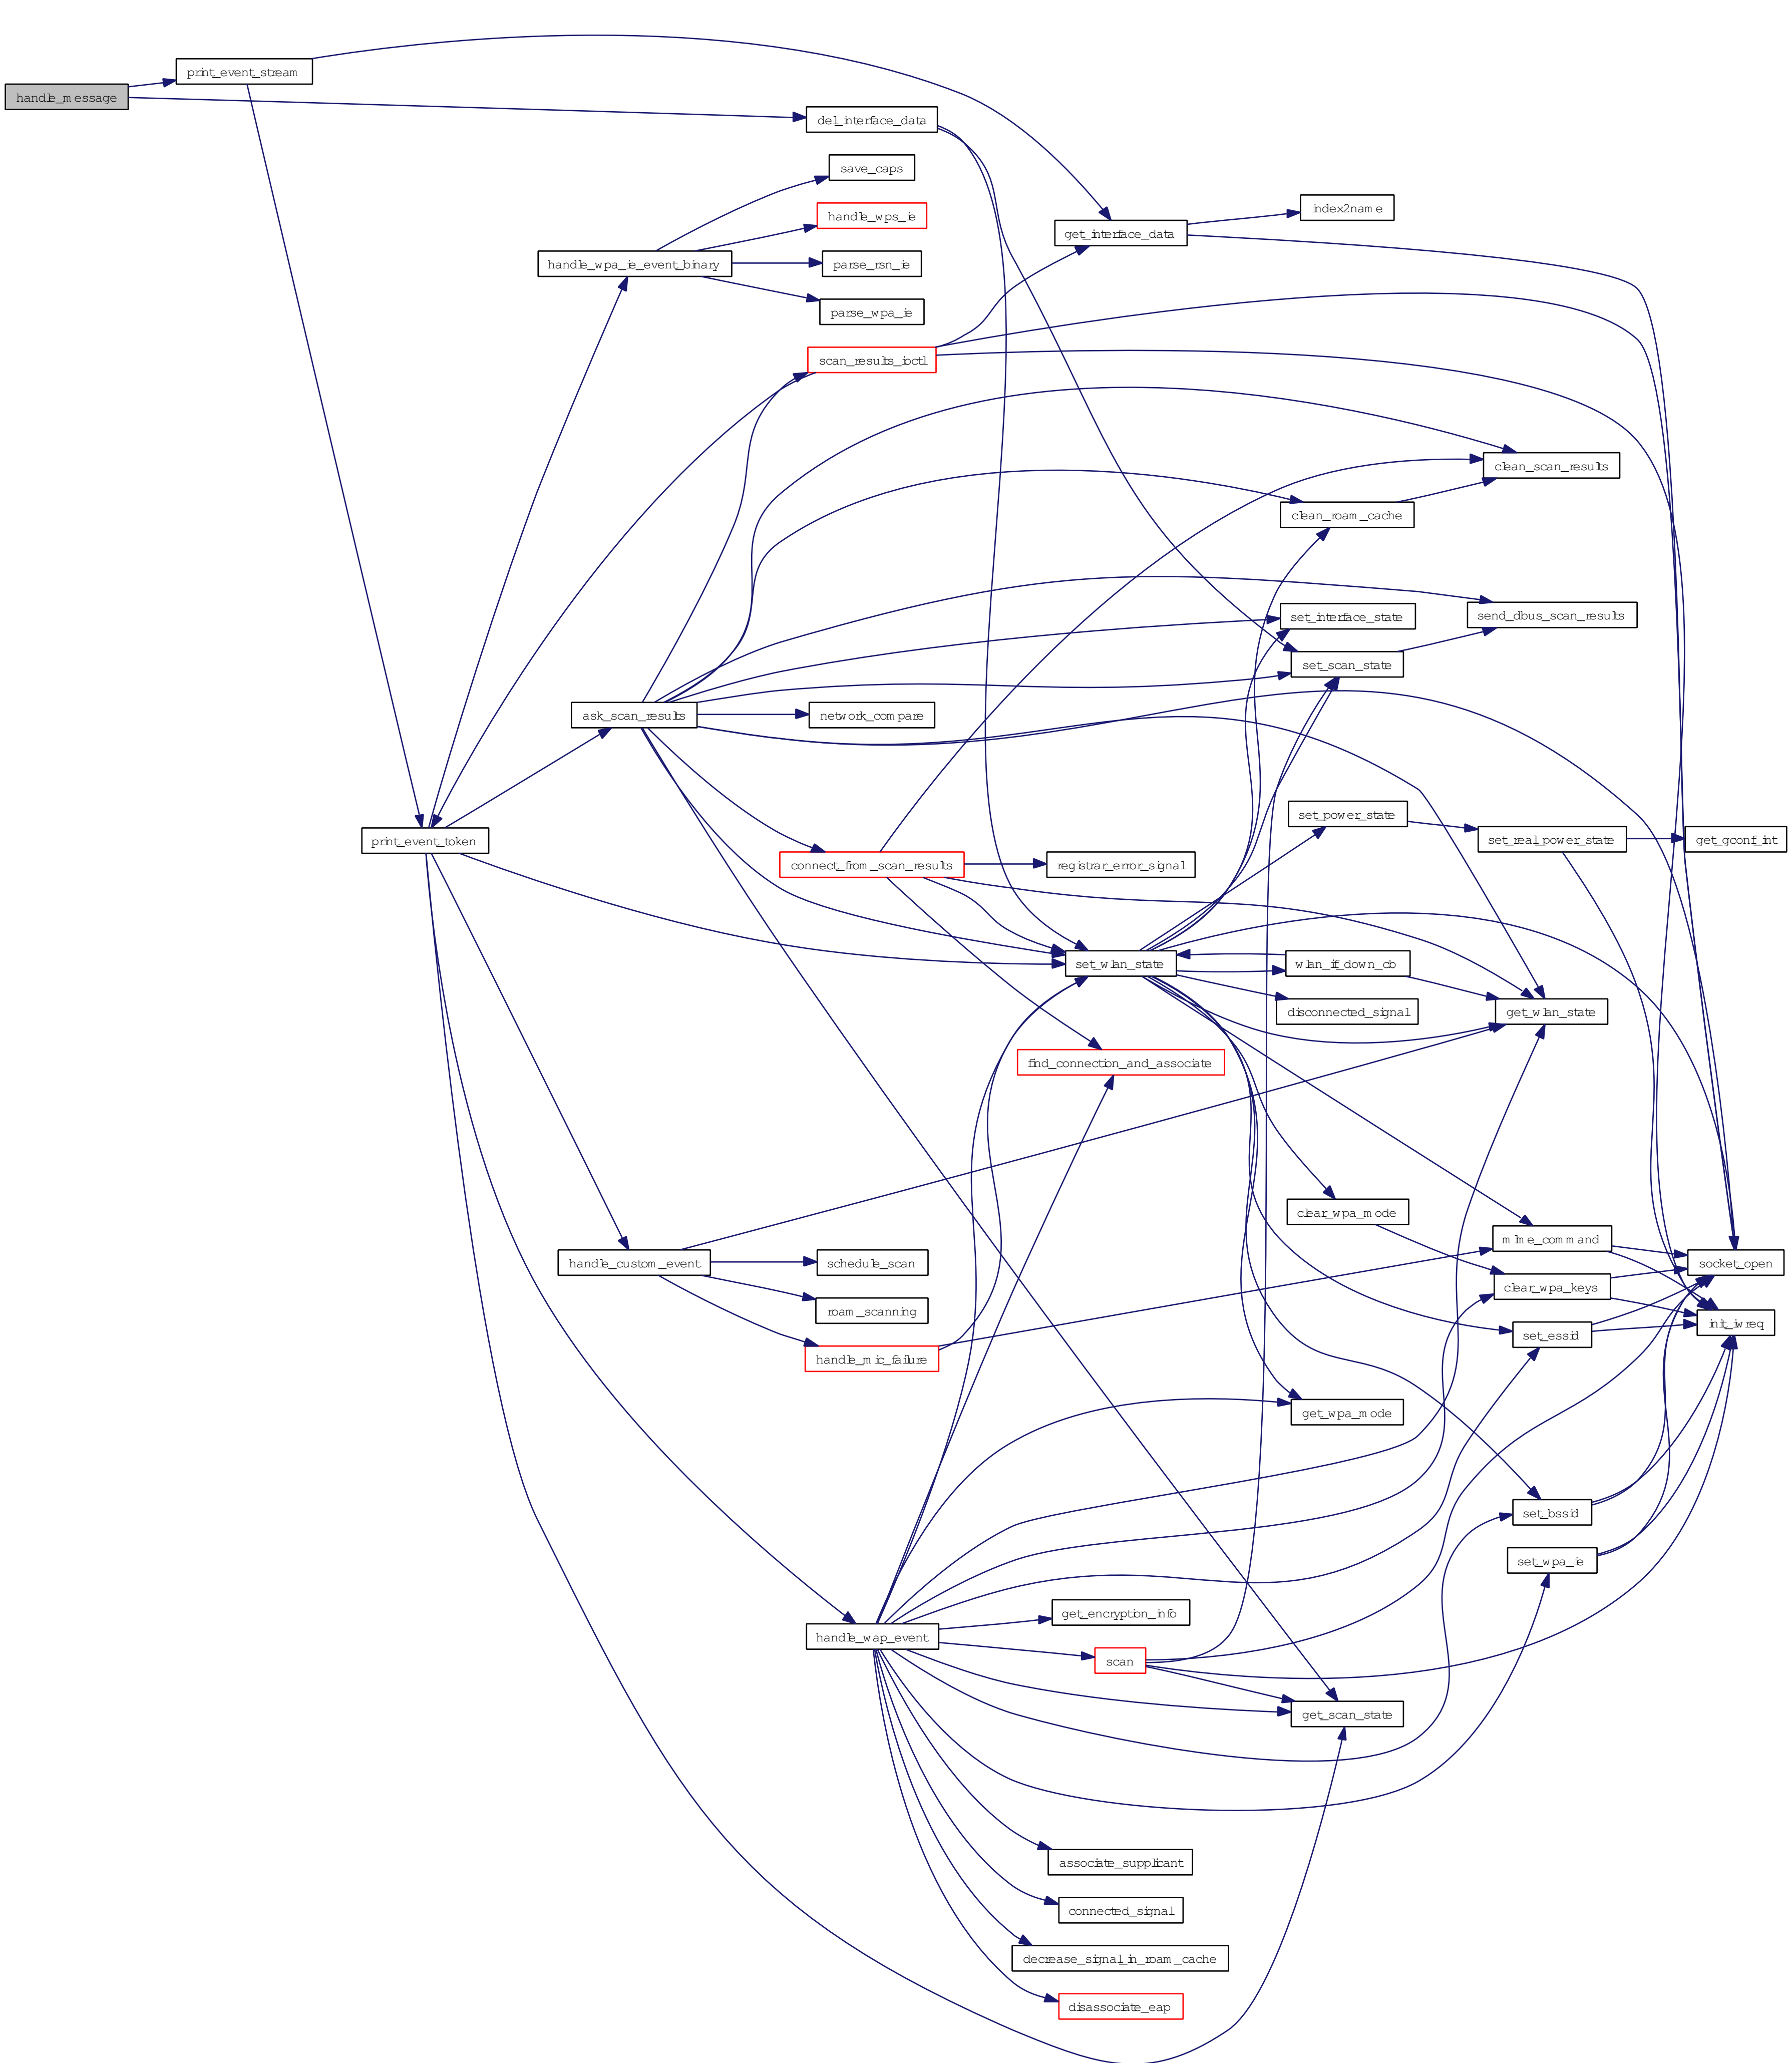 print_event_stream
handle_message
del_interface_data
save_caps
index2name
handle_wps_ie
get_interface_data
handle_wpa_ie_event_binary
parse_rsn_ie
parse_wpa_ie
scan_results_ioctl
clean_scan_results
clean_roam_cache
send_dbus_scan_results
set_interface_state
set_scan_state
ask_scan_results
network_compare
set_power_state
print_event_token
set_real_power_state
get_gconf_int
connect_from_scan_results
registrar_error_signal
set_wlan_state
wlan_if_down_cb
disconnected_signal
get_wlan_state
find_connection_and_associate
clear_wpa_mode
mlme_command
handle_custom_event
schedule_scan
socket_open
clear_wpa_keys
roam_scanning
init_iwreq
set_essid
handle_mic_failure
get_wpa_mode
set_bssid
set_wpa_ie
get_encryption_info
handle_wap_event
scan
get_scan_state
associate_supplicant
connected_signal
decrease_signal_in_roam_cache
disassociate_eap